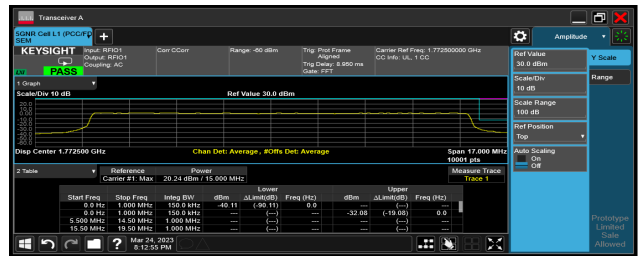 Transceiver A
5GNR Cell L1 (PCC/F
SEM
KEYSIGHT
LXI PASS
Input: RFIO1
Output: RFIO1
Coupling: AC
Corr CCorr
Range: -60 dBm
Trig: Prot Frame
Aligned
Trig Delay: 8.950 ms
Gate: FFT
Carrier Ref Freq: 1.772500000 GHz
CC Info: UL, 1 CC
Amplitude
Ref Value
30.0 dBm
Y Scale
Scale/Div
10 dB
Range
Scale Range
100 dB
Ref Position
Top
Auto Scaling
On
Off
Prototype
Limited
Sale
Allowed
1 Graph
Scale/Div 10 dB
Ref Value 30.0 dBm
20.0
10.0
Disp Center 1.772500 GHz
Chan Det: Average , #Offs Det: Average
Span 17.000 MHz
10001 pts
2 Table
Reference Power
Carrier #1: Max 20.24 dBm / 15.000 MHz
Measure Trace
Trace 1
Lower Upper
Start Freq Stop Freq Integ BW dBm ΔLimit(dB) Freq (Hz) dBm ΔLimit(dB) Freq (Hz)
0.0 Hz 1.000 MHz 150.0 kHz -40.11 (-90.11) 0.0 --- (---) ---
0.0 Hz 1.000 MHz 150.0 kHz --- (---) --- -32.08 (-19.08) 0.0
5.500 MHz 14.50 MHz 1.000 MHz --- (---) --- --- (---) ---
15.50 MHz 19.50 MHz 1.000 MHz --- (---) --- --- (---) ---
Mar 24, 2023
8:12:55 PM